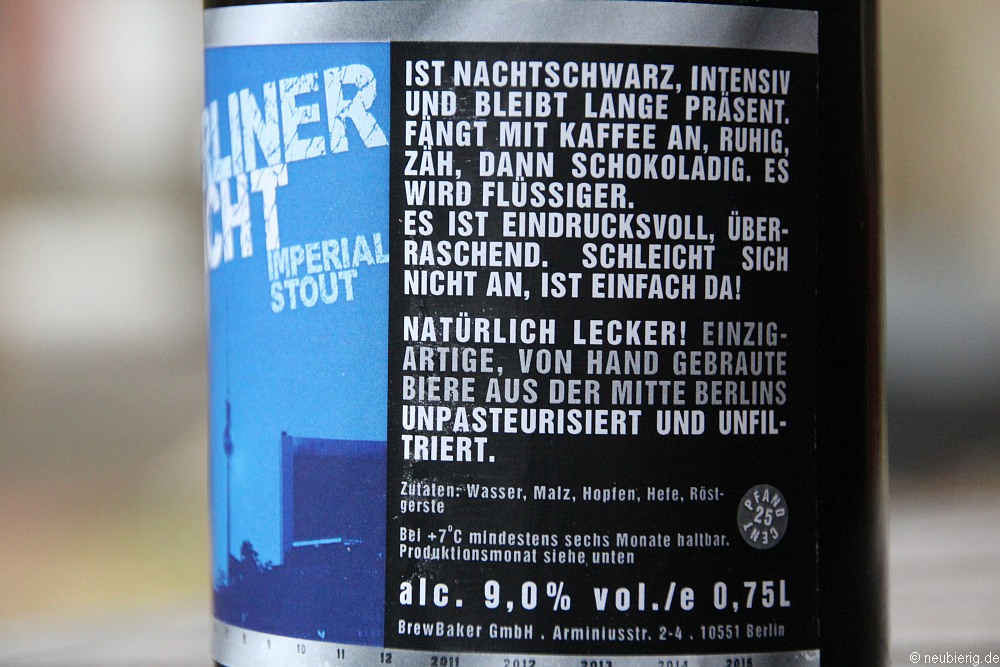 RLINER
CHT
IMPERIAL
STOUT
IST NACHTSCHWARZ, INTENSIV
UND BLEIBT LANGE PRÄSENT.
FÄNGT MIT KAFFEE AN, RUHIG,
ZÄH, DANN SCHOKOLADIG. ES
WIRD FLÜSSIGER.
ES IST EINDRUCKSVOLL, ÜBER-
RASCHEND. SCHLEICHT SICH
NICHT AN, IST EINFACH DA!
NATÜRLICH LECKER! EINZIG-
ARTIGE, VON HAND GEBRAUTE
BIERE AUS DER MITTE BERLINS
UNPASTEURISIERT UND UNFIL-
TRIERT.
Zutaten: Wasser, Malz, Hopfen, Hefe, Röst-
gerste
PFAND
25
CENT
Bei +7°C mindestens sechs Monate haltbar.
Produktionsmonat siehe unten
alc. 9,0% vol./e 0,75L
BrewBaker GmbH . Arminiusstr. 2-4 . 10551 Berlin
8 9 10 11 12 2011 2012 2013 2014 2015
© neubierig.de